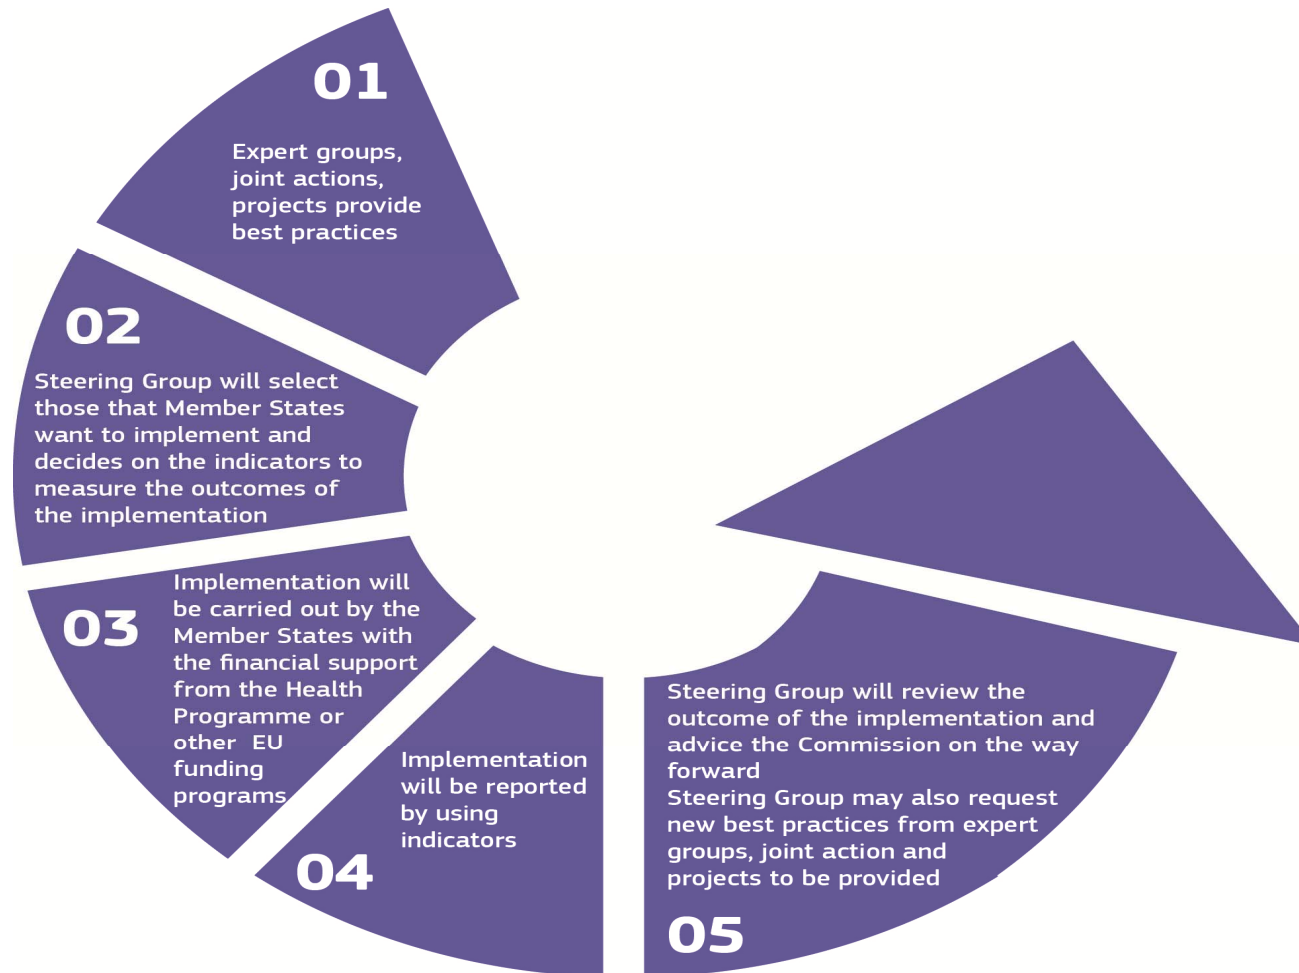 01
Expert groups,
joint actions,
projects provide
best practices
02
Steering Group will select
those that Member States
want to implement and
decides on the indicators to
measure the outcomes of
the implementation
03
Implementation will
be carried out by the
Member States with
the financial support
from the Health
Programme or
other EU
funding
programs
04
Implementation
will be reported
by using
indicators
Steering Group will review the
outcome of the implementation and
advice the Commission on the way
forward
Steering Group may also request
new best practices from expert
groups, joint action and
projects to be provided
05